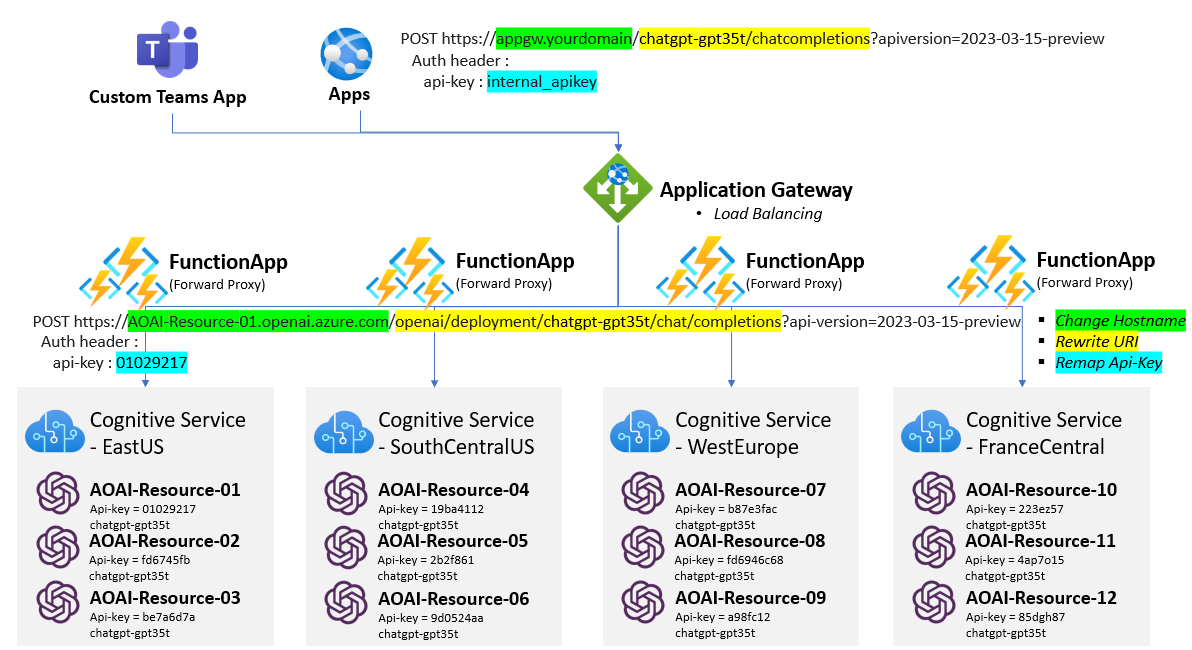 POST https://appgw.yourdomain/chatgpt-gpt35t/chatcompletions?apiversion=2023-03-15-preview
Auth header :
api-key : internal_apikey
T
Custom Teams App
Apps
Application Gateway
• Load Balancing
FunctionApp
(Forward Proxy)
FunctionApp
(Forward Proxy)
FunctionApp
(Forward Proxy)
FunctionApp
(Forward Proxy)
POST https://AOAI-Resource-01.openai.azure.com/openai/deployment/chatgpt-gpt35t/chat/completions?api-version=2023-03-15-preview
Auth header :
api-key : 01029217
▪ Change Hostname
▪ Rewrite URI
▪ Remap Api-Key
Cognitive Service
- EastUS
AOAI-Resource-01
Api-key = 01029217
chatgpt-gpt35t
AOAI-Resource-02
Api-key = fd6745fb
chatgpt-gpt35t
AOAI-Resource-03
Api-key = be7a6d7a
chatgpt-gpt35t
Cognitive Service
- SouthCentralUS
AOAI-Resource-04
Api-key = 19ba4112
chatgpt-gpt35t
AOAI-Resource-05
Api-key = 2b2f861
chatgpt-gpt35t
AOAI-Resource-06
Api-key = 9d0524aa
chatgpt-gpt35t
Cognitive Service
- WestEurope
AOAI-Resource-07
Api-key = b87e3fac
chatgpt-gpt35t
AOAI-Resource-08
Api-key = fd6946c68
chatgpt-gpt35t
AOAI-Resource-09
Api-key = a98fc12
chatgpt-gpt35t
Cognitive Service
- FranceCentral
AOAI-Resource-10
Api-key = 223ez57
chatgpt-gpt35t
AOAI-Resource-11
Api-key = 4ap7o15
chatgpt-gpt35t
AOAI-Resource-12
Api-key = 85dgh87
chatgpt-gpt35t